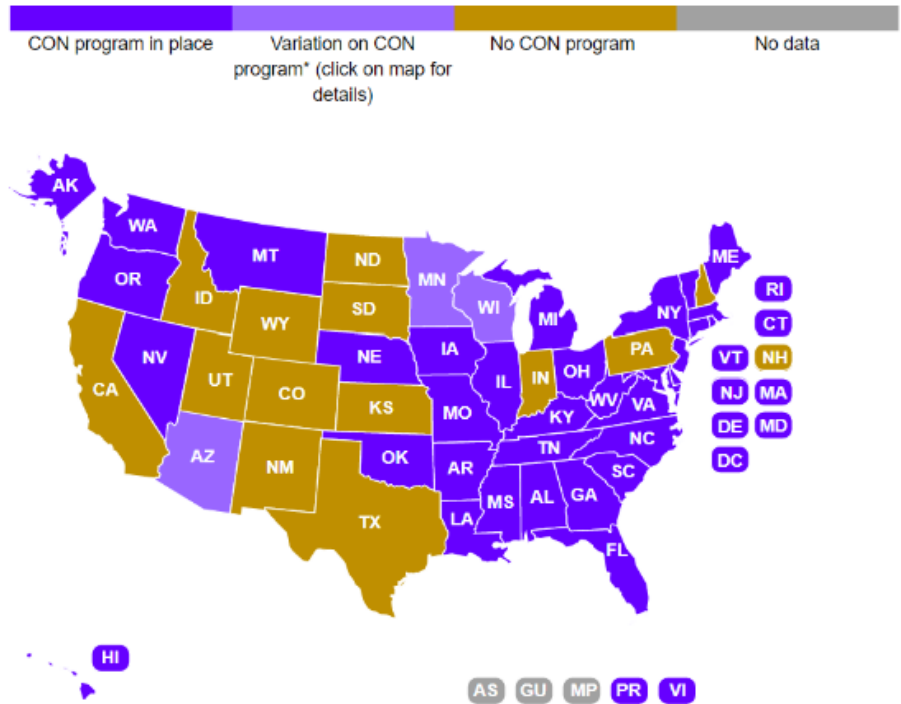 CON program in place
Variation on CON
program* (click on map for
details)
No CON program
No data
AK
WA
MT
ND
MN
ME
OR
ID
SD
WI
MI
NY
RI
WY
CT
NV
NE
IA
PA
VT
NH
CA
UT
CO
KS
IL
IN
OH
NJ
MA
MO
WV
VA
KY
DE
MD
AZ
NM
OK
AR
TN
NC
DC
SC
MS
AL
GA
TX
LA
FL
HI
AS
GU
MP
PR
VI